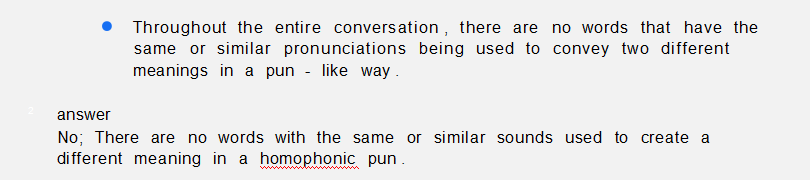 Throughout the entire conversation, there are no words that have the
same or similar pronunciations being used to convey two different
meanings in a pun - like way.
answer
No; There are no words with the same or similar sounds used to create a
different meaning in a homophonic pun.